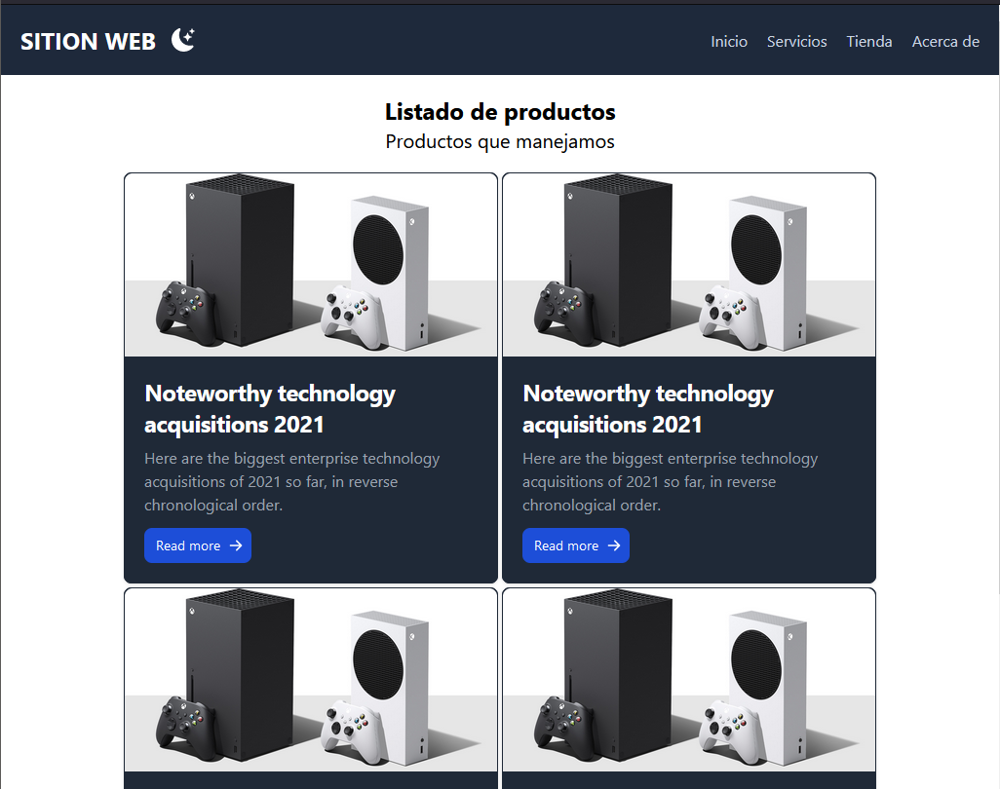 SITION WEB
Inicio Servicios Tienda Acerca de
Listado de productos
Productos que manejamos
Noteworthy technology
acquisitions 2021
Here are the biggest enterprise technology
acquisitions of 2021 so far, in reverse
chronological order.
Read more
Noteworthy technology
acquisitions 2021
Here are the biggest enterprise technology
acquisitions of 2021 so far, in reverse
chronological order.
Read more